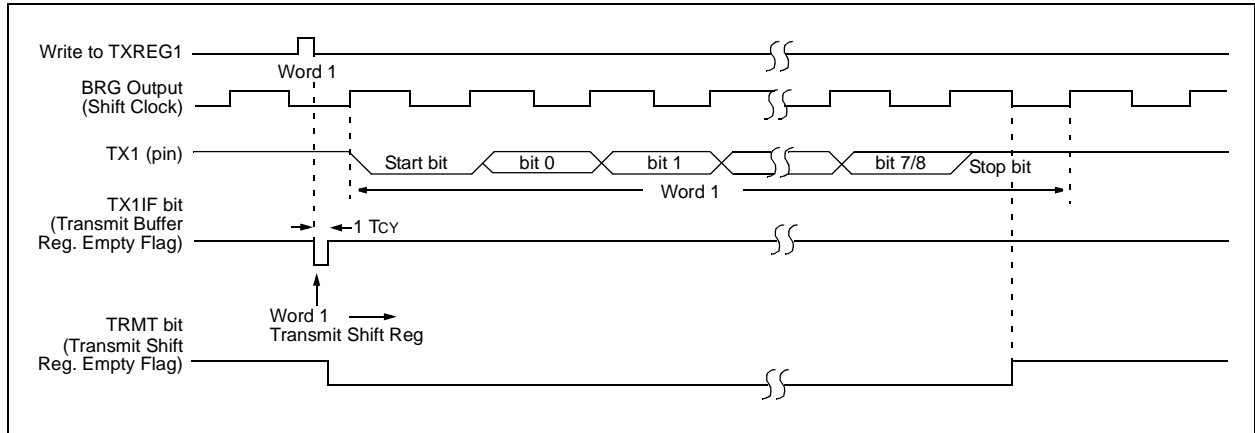 Write to TXREG1
Word 1
BRG Output
(Shift Clock)
TX1 (pin)
Start bit
bit 0
bit 1
bit 7/8
Stop bit
Word 1
TX1IF bit
(Transmit Buffer
Reg. Empty Flag)
1 TCY
Word 1
Transmit Shift Reg
TRMT bit
(Transmit Shift
Reg. Empty Flag)